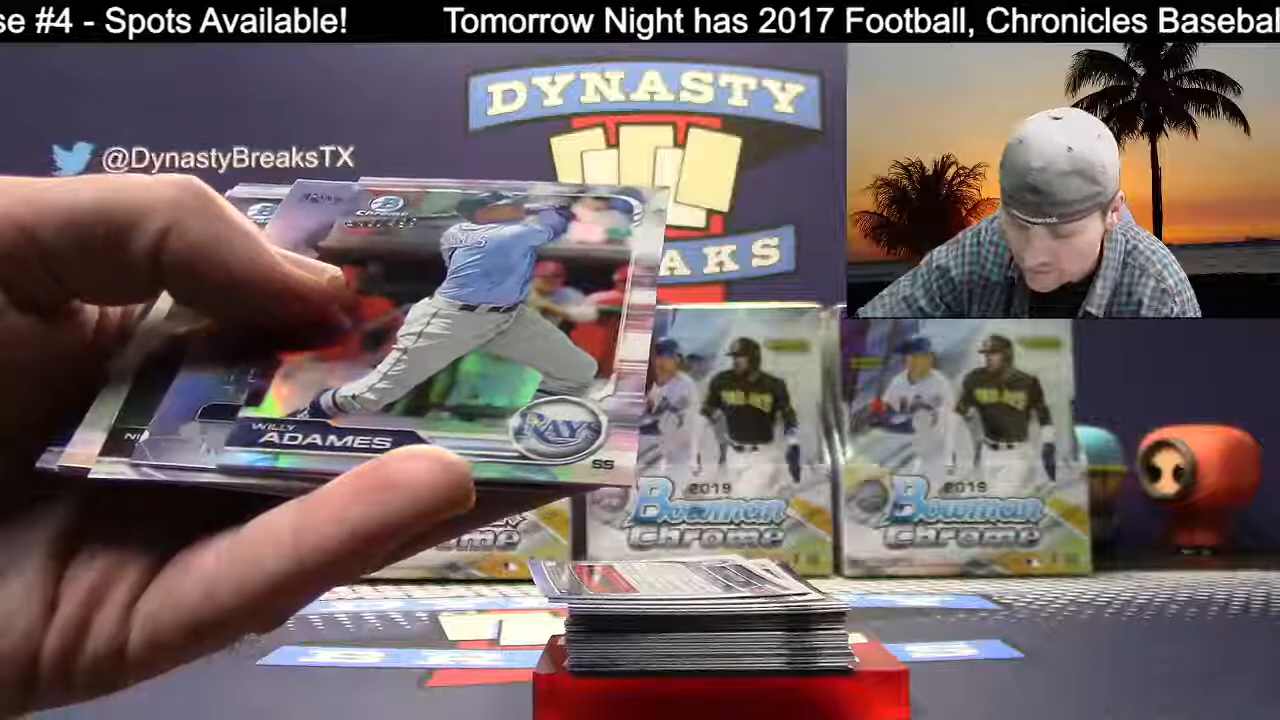 se #4 - Spots Available! Tomorrow Night has 2017 Football, Chronicles Basebal
DYNASTY
@DynastyBreaksTX
AKS
Chrome
WILLY
ADAMES
RAYS
SS
2019
Bowman
Chrome
2019
Bowman
Chrome